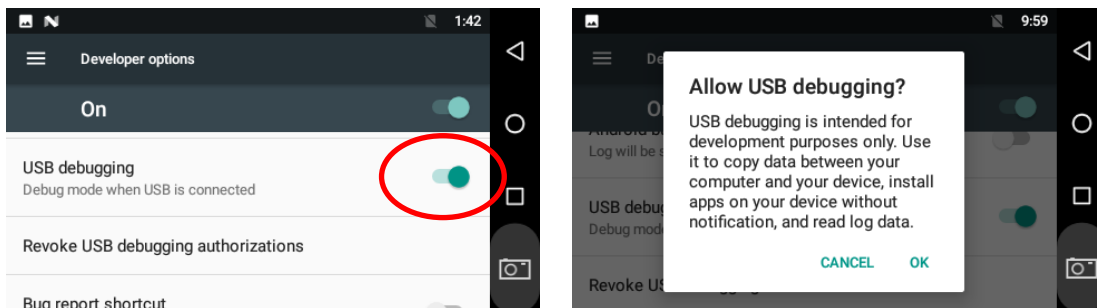 1:42
Developer options
On
USB debugging
Debug mode when USB is connected
Revoke USB debugging authorizations
Bug report shortcut
9:59
De
O
Log will be s
USB debug
Debug mod
Revoke US
Allow USB debugging?
USB debugging is intended for
development purposes only. Use
it to copy data between your
computer and your device, install
apps on your device without
notification, and read log data.
CANCEL OK